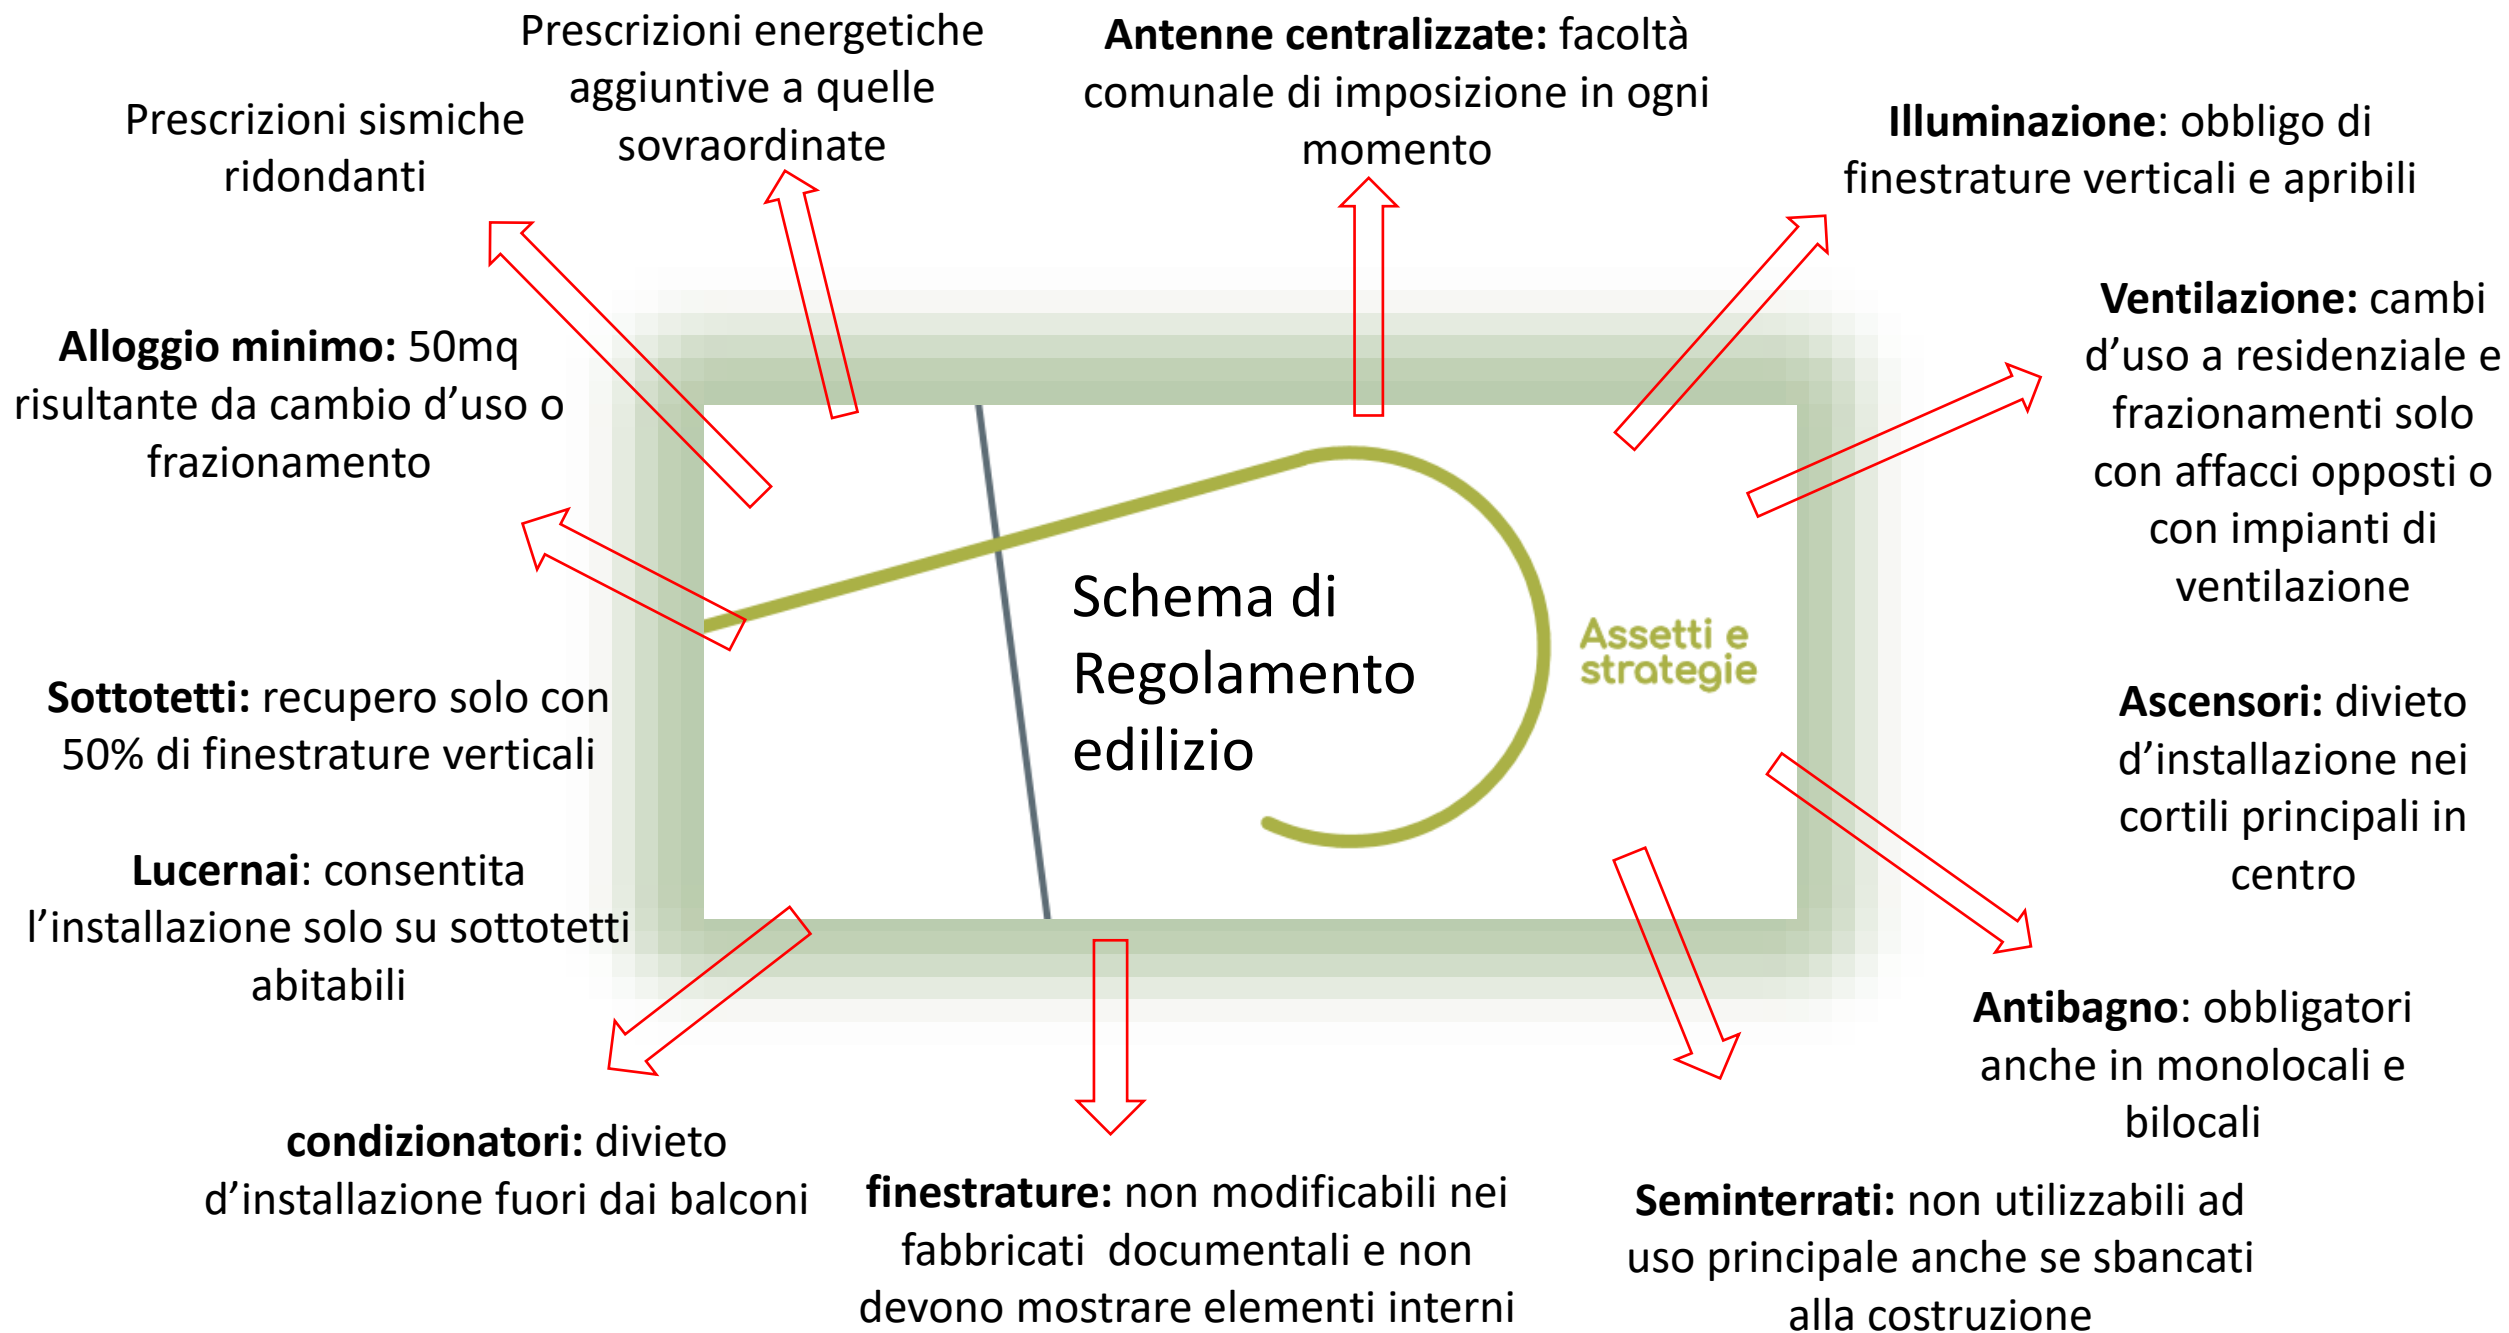 Prescrizioni energetiche
aggiuntive a quelle
sovraordinate
Antenne centralizzate: facoltà
comunale di imposizione in ogni
momento
Prescrizioni sismiche
ridondanti
Illuminazione: obbligo di
finestrature verticali e apribili
Alloggio minimo: 50mq
risultante da cambio d’uso o
frazionamento
Ventilazione: cambi
d’uso a residenziale e
frazionamenti solo
con affacci opposti o
con impianti di
ventilazione
Schema di
Regolamento
edilizio
Assetti e
strategie
Sottotetti: recupero solo con
50% di finestrature verticali
Ascensori: divieto
d’installazione nei
cortili principali in
centro
Lucernai: consentita
l’installazione solo su sottotetti
abitabili
Antibagno: obbligatori
anche in monolocali e
bilocali
condizionatori: divieto
d’installazione fuori dai balconi
finestrature: non modificabili nei
fabbricati  documentali e non
devono mostrare elementi interni
Seminterrati: non utilizzabili ad
uso principale anche se sbancati
alla costruzione